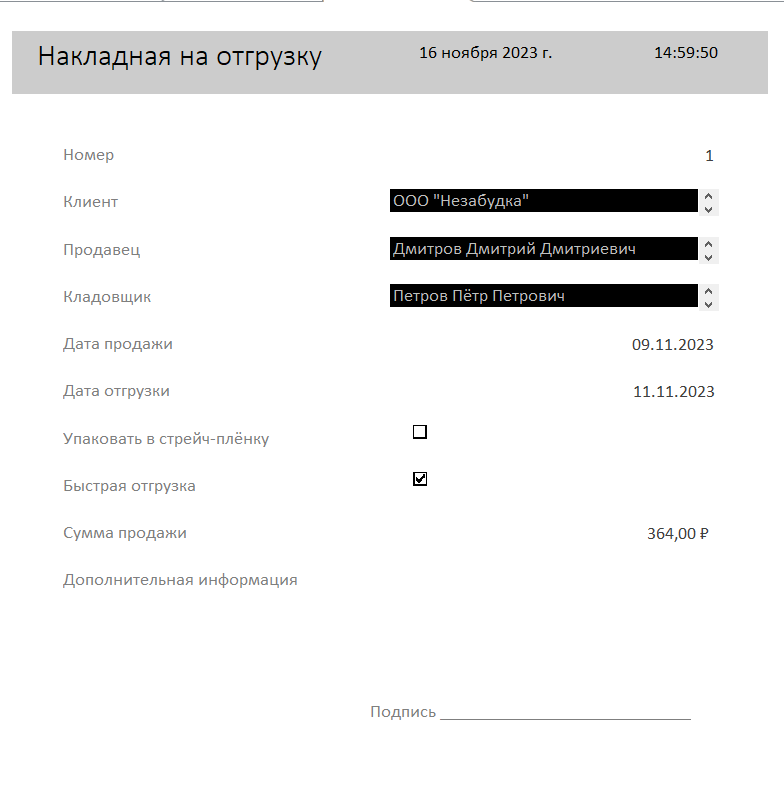 Накладная на отгрузку 16 ноября 2023 г. 14:59:50
Номер 1
Клиент ООО "Незабудка"
Продавец Дмитров Дмитрий Дмитриевич
Кладовщик Петров Пётр Петрович
Дата продажи 09.11.2023
Дата отгрузки 11.11.2023
Упаковать в стрейч-плёнку
Быстрая отгрузка
Сумма продажи 364,00 ₽
Дополнительная информация
Подпись ____________________________